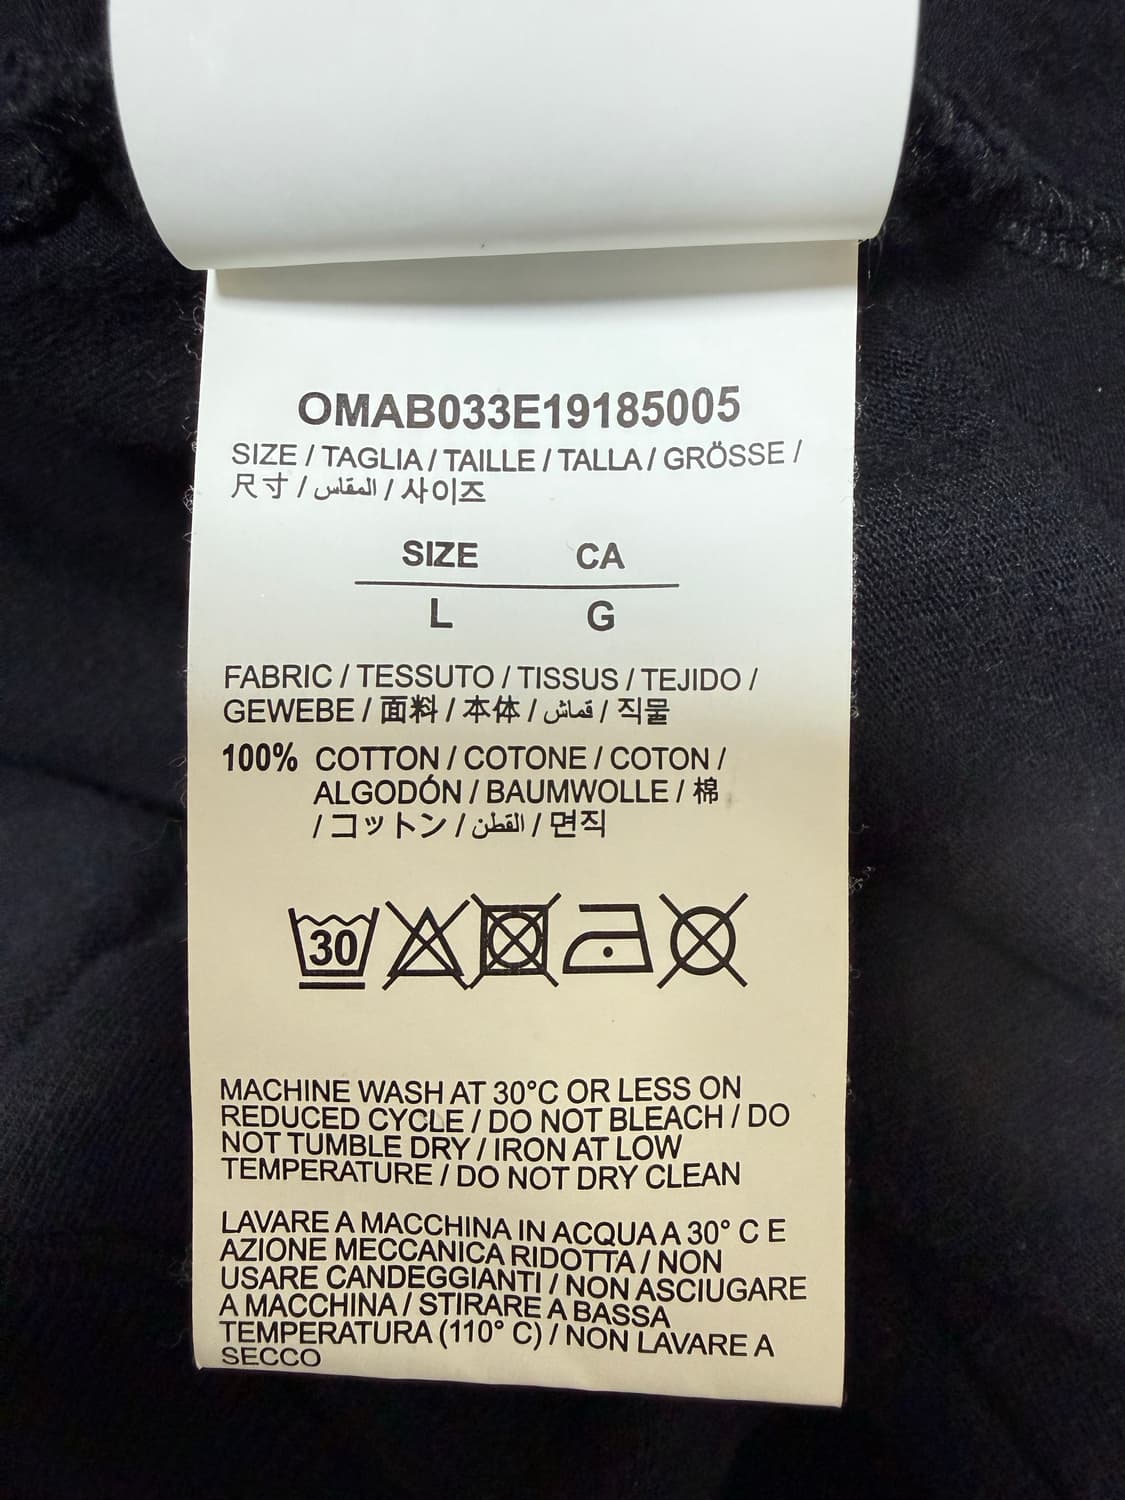 OMAB033E19185005
SIZE / TAGLIA / TAILLE / TALLA / GRÖSSE /
尺寸 / المقاس / 사이즈
SIZE CA
L G
FABRIC / TESSUTO / TISSUS / TEJIDO /
GEWEBE / 面料 / 本体 / قماش / 직물
100% COTTON / COTONE / COTON /
ALGODÓN / BAUMWOLLE / 棉
/ コットン / القطن / 면직
30
MACHINE WASH AT 30°C OR LESS ON
REDUCED CYCLE / DO NOT BLEACH / DO
NOT TUMBLE DRY / IRON AT LOW
TEMPERATURE / DO NOT DRY CLEAN
LAVARE A MACCHINA IN ACQUA A 30° C E
AZIONE MECCANICA RIDOTTA / NON
USARE CANDEGGIANTI / NON ASCIUGARE
A MACCHINA / STIRARE A BASSA
TEMPERATURA (110° C) / NON LAVARE A
SECCO